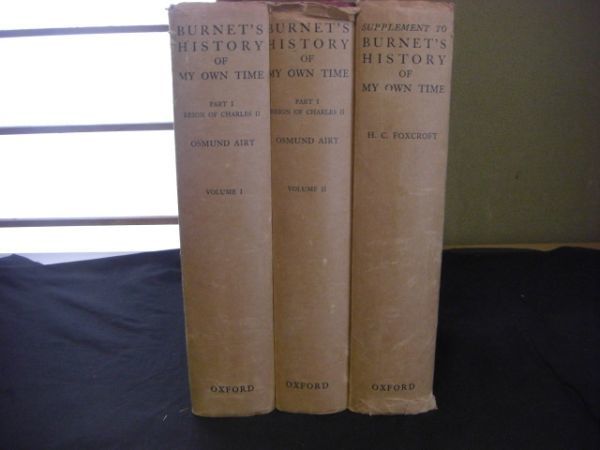 BURNET'S
HISTORY
OF
MY OWN TIME
PART I
REIGN OF CHARLES II
OSMUND AIRY
VOLUME I
OXFORD
BURNET'S
HISTORY
OF
MY OWN TIME
PART I
REIGN OF CHARLES II
OSMUND AIRY
VOLUME II
OXFORD
SUPPLEMENT TO
BURNET'S
HISTORY
OF
MY OWN TIME
H. C. FOXCROFT
OXFORD